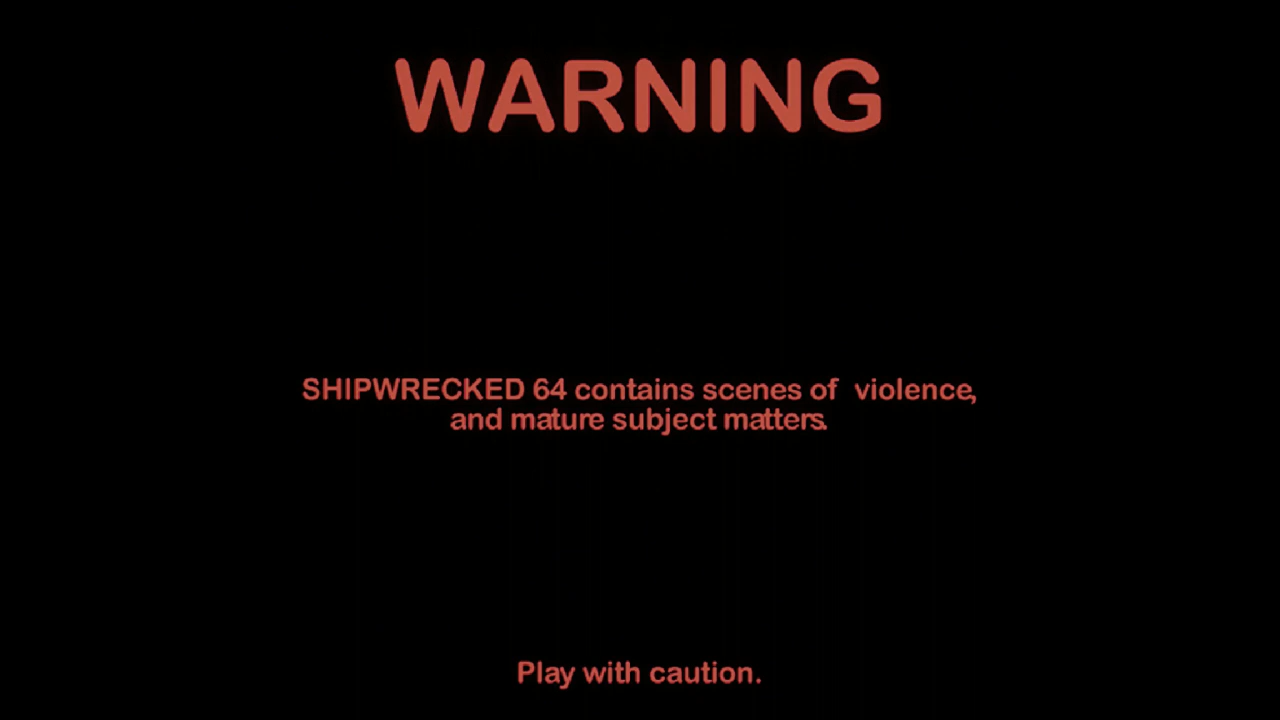 WARNING
SHIPWRECKED 64 contains scenes of  violence,
and mature subject matters.
Play with caution.